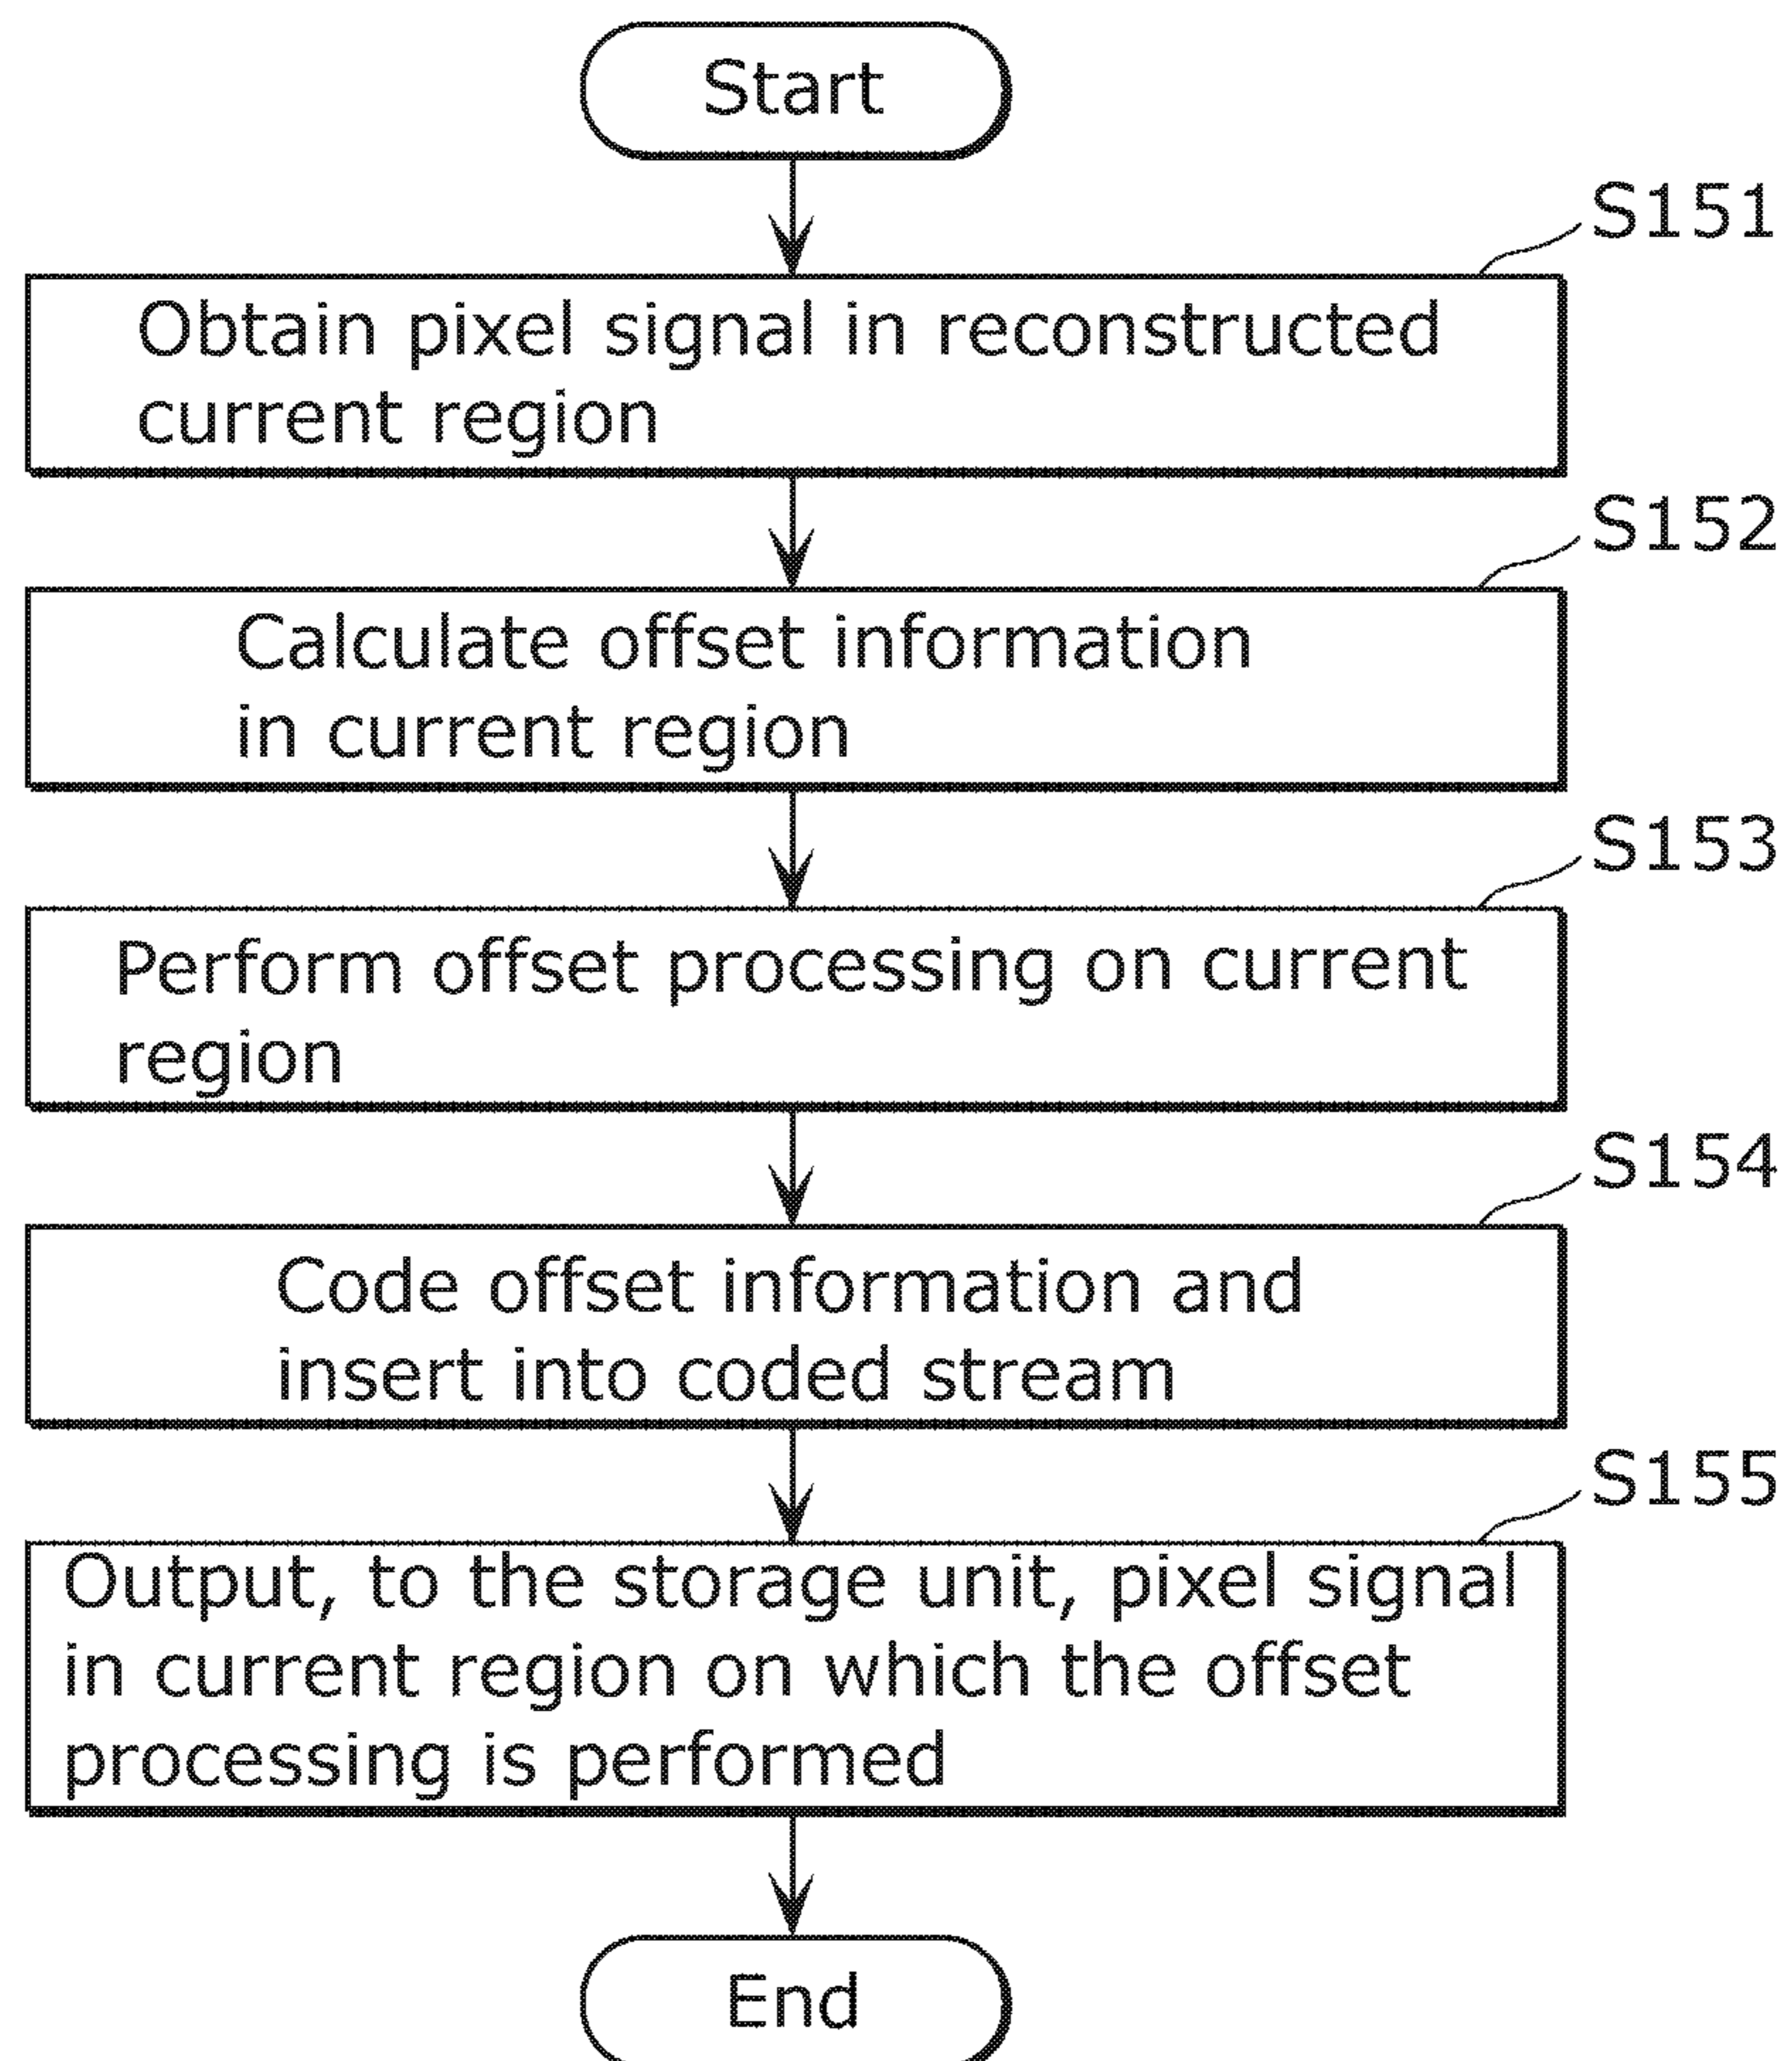 Start
S151
Obtain pixel signal in reconstructed
current region
S152
Calculate offset information
in current region
S153
Perform offset processing on current
region
S154
Code offset information and
insert into coded stream
S155
Output, to the storage unit, pixel signal
in current region on which the offset
processing is performed
End